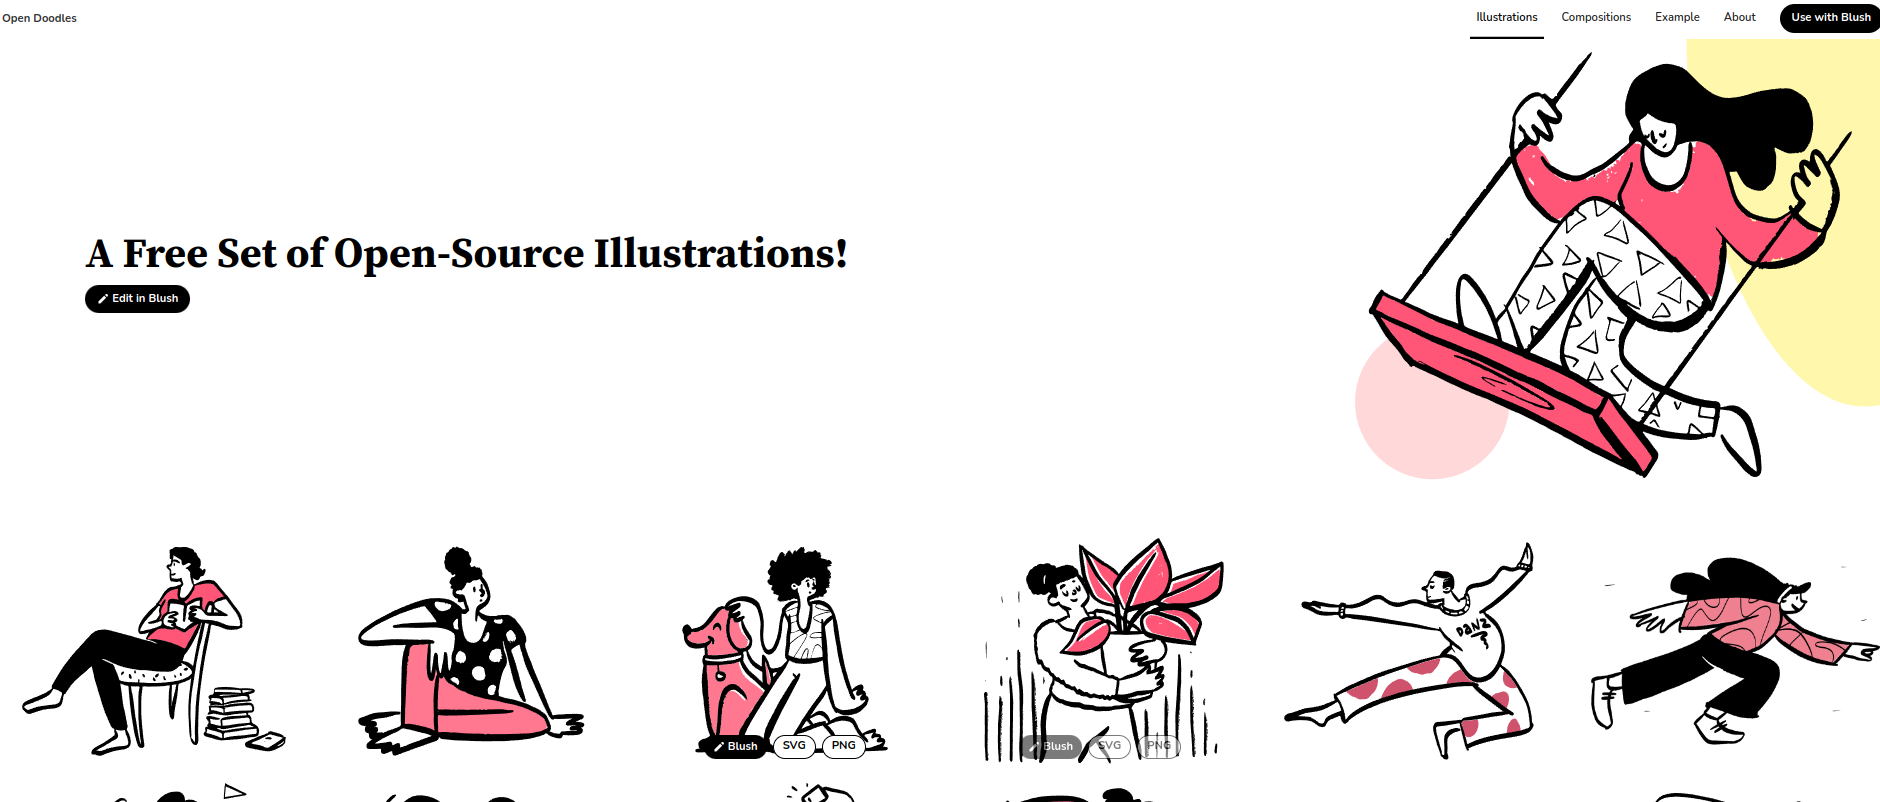 Open Doodles
Illustrations
Compositions
Example
About
Use with Blush
A Free Set of Open-Source Illustrations!
Edit in Blush
DANZ
Blush
SVG
PNG
Blush
SVG
PNG